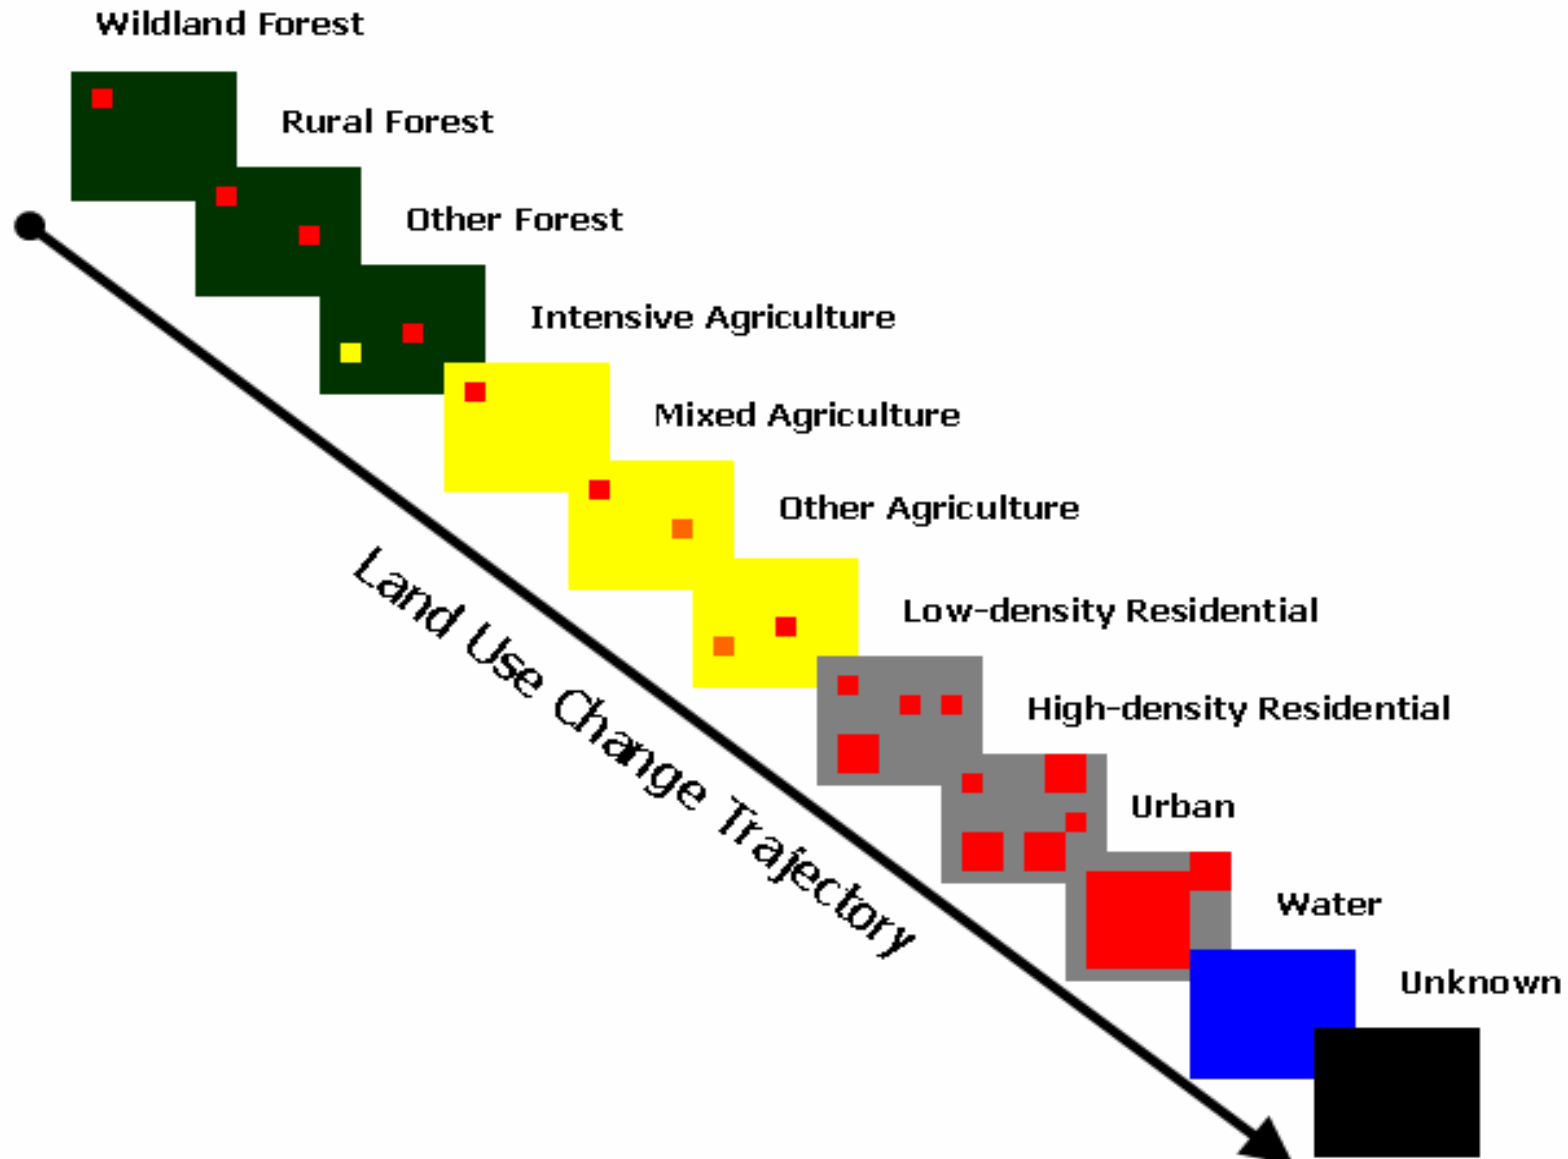 Wildland Forest
Rural Forest
Other Forest
Intensive Agriculture
Mixed Agriculture
Other Agriculture
Low-density Residential
High-density Residential
Urban
Water
Unknown
Land Use Change Trajectory